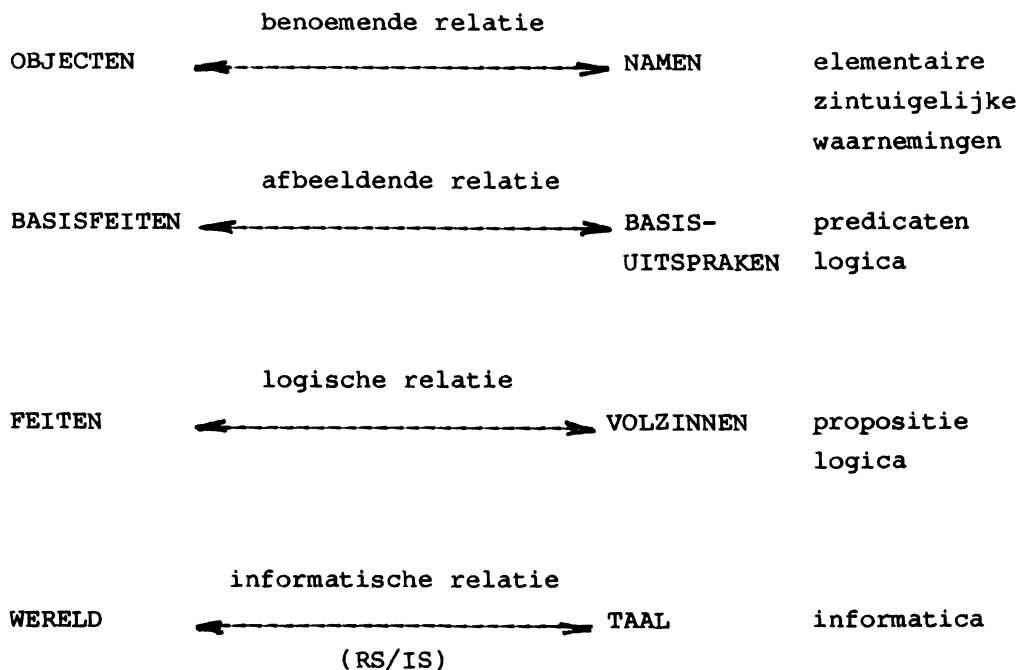 benoemende relatie
OBJECTEN NAMEN elementaire
zintuigelijke
waarnemingen
afbeeldende relatie
BASISFEITEN BASIS- predicaten
UITSPRAKEN logica
logische relatie
FEITEN VOLZINNEN propositie
logica
informatische relatie
WERELD TAAL informatica
(RS/IS)